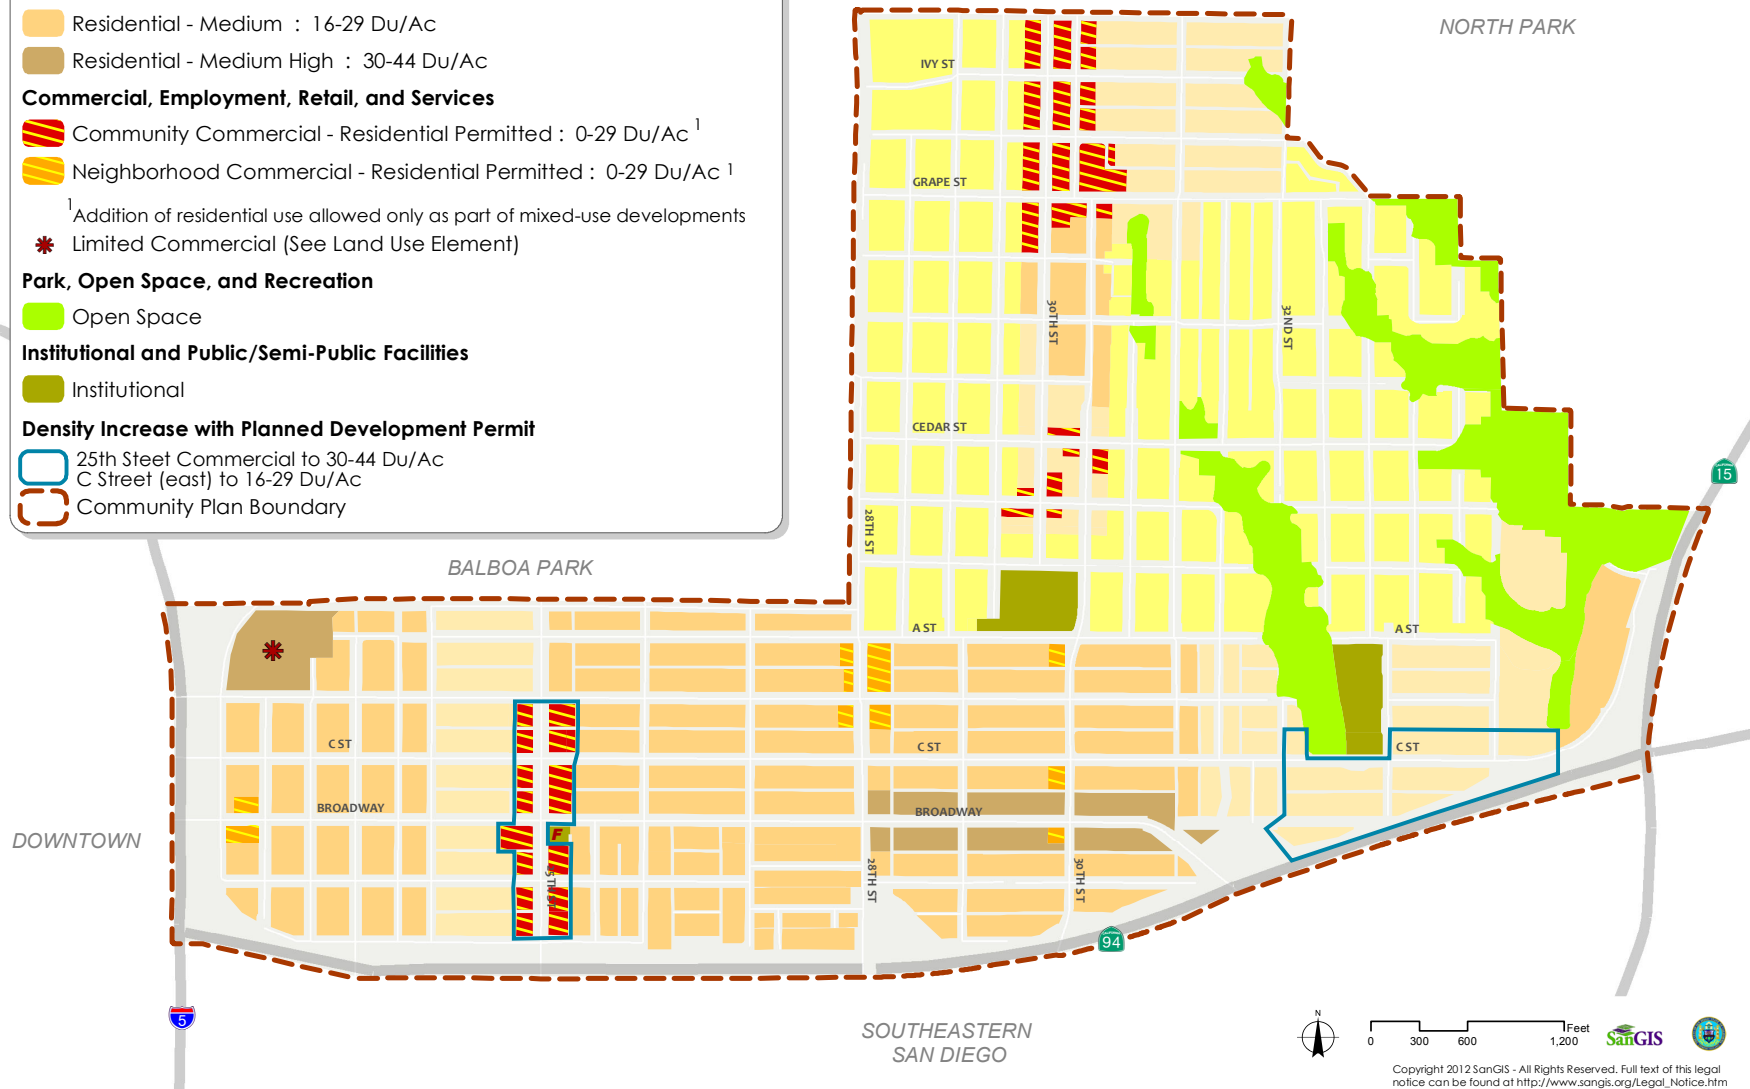 Residential - Medium : 16-29 Du/Ac
Residential - Medium High : 30-44 Du/Ac
Commercial, Employment, Retail, and Services
Community Commercial - Residential Permitted : 0-29 Du/Ac 1
Neighborhood Commercial - Residential Permitted : 0-29 Du/Ac 1
1 Addition of residential use allowed only as part of mixed-use developments
Limited Commercial (See Land Use Element)
Park, Open Space, and Recreation
Open Space
Institutional and Public/Semi-Public Facilities
Institutional
Density Increase with Planned Development Permit
25th Steet Commercial to 30-44 Du/Ac
C Street (east) to 16-29 Du/Ac
Community Plan Boundary
NORTH PARK
IVY ST
GRAPE ST
30TH ST
32ND ST
CEDAR ST
CALIFORNIA
15
28TH ST
BALBOA PARK
A ST
A ST
C ST
C ST
C ST
BROADWAY
BROADWAY
DOWNTOWN
F
28TH ST
30TH ST
CALIFORNIA
94
5
SOUTHEASTERN
SAN DIEGO
N
0 300 600 1,200
Feet
SanGIS
Copyright 2012 SanGIS - All Rights Reserved. Full text of this legal
notice can be found at http://www.sangis.org/Legal_Notice.htm